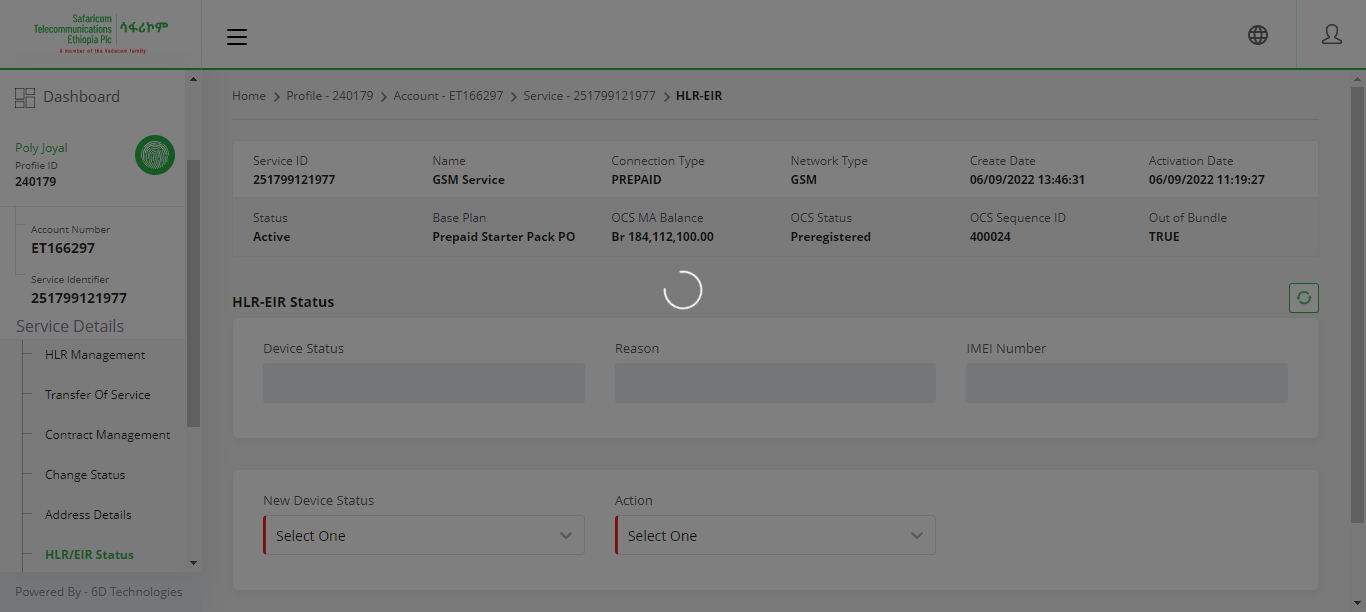 Safaricom
Telecommunications
Ethiopia Plc
ሳፋሪኮም
A member of the Vodacom family
Home > Profile - 240179 > Account - ET166297 > Service - 251799121977 > HLR-EIR
Dashboard
Poly Joyal
Profile ID
240179
Account Number
ET166297
Service Identifier
251799121977
Service Details
HLR Management
Transfer Of Service
Contract Management
Change Status
Address Details
HLR/EIR Status
Powered By - 6D Technologies
Service ID Name Connection Type Network Type Create Date Activation Date
251799121977 GSM Service PREPAID GSM 06/09/2022 13:46:31 06/09/2022 11:19:27
Status Base Plan OCS MA Balance OCS Status OCS Sequence ID Out of Bundle
Active Prepaid Starter Pack PO Br 184,112,100.00 Preregistered 400024 TRUE
HLR-EIR Status
Device Status Reason IMEI Number
New Device Status Action
Select One Select One